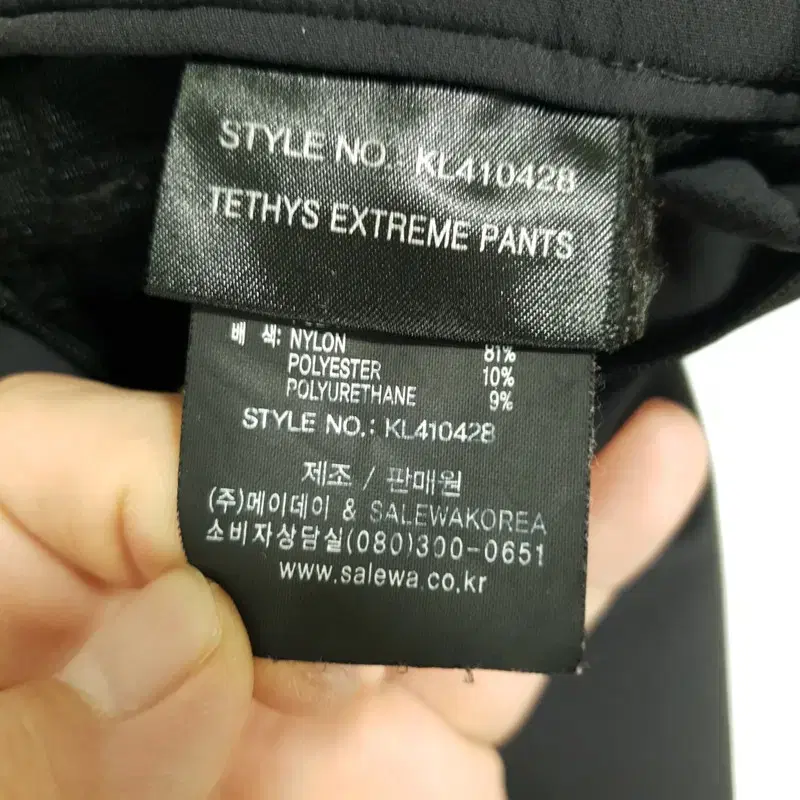 STYLE NO : KL410428
TETHYS EXTREME PANTS
배 색: NYLON 81%
POLYESTER 10%
POLYURETHANE 9%
STYLE NO.: KL410428
제조 / 판매원
(주)메이데이 & SALEWAKOREA
소비자상담실(080)300-0651
www.salewa.co.kr